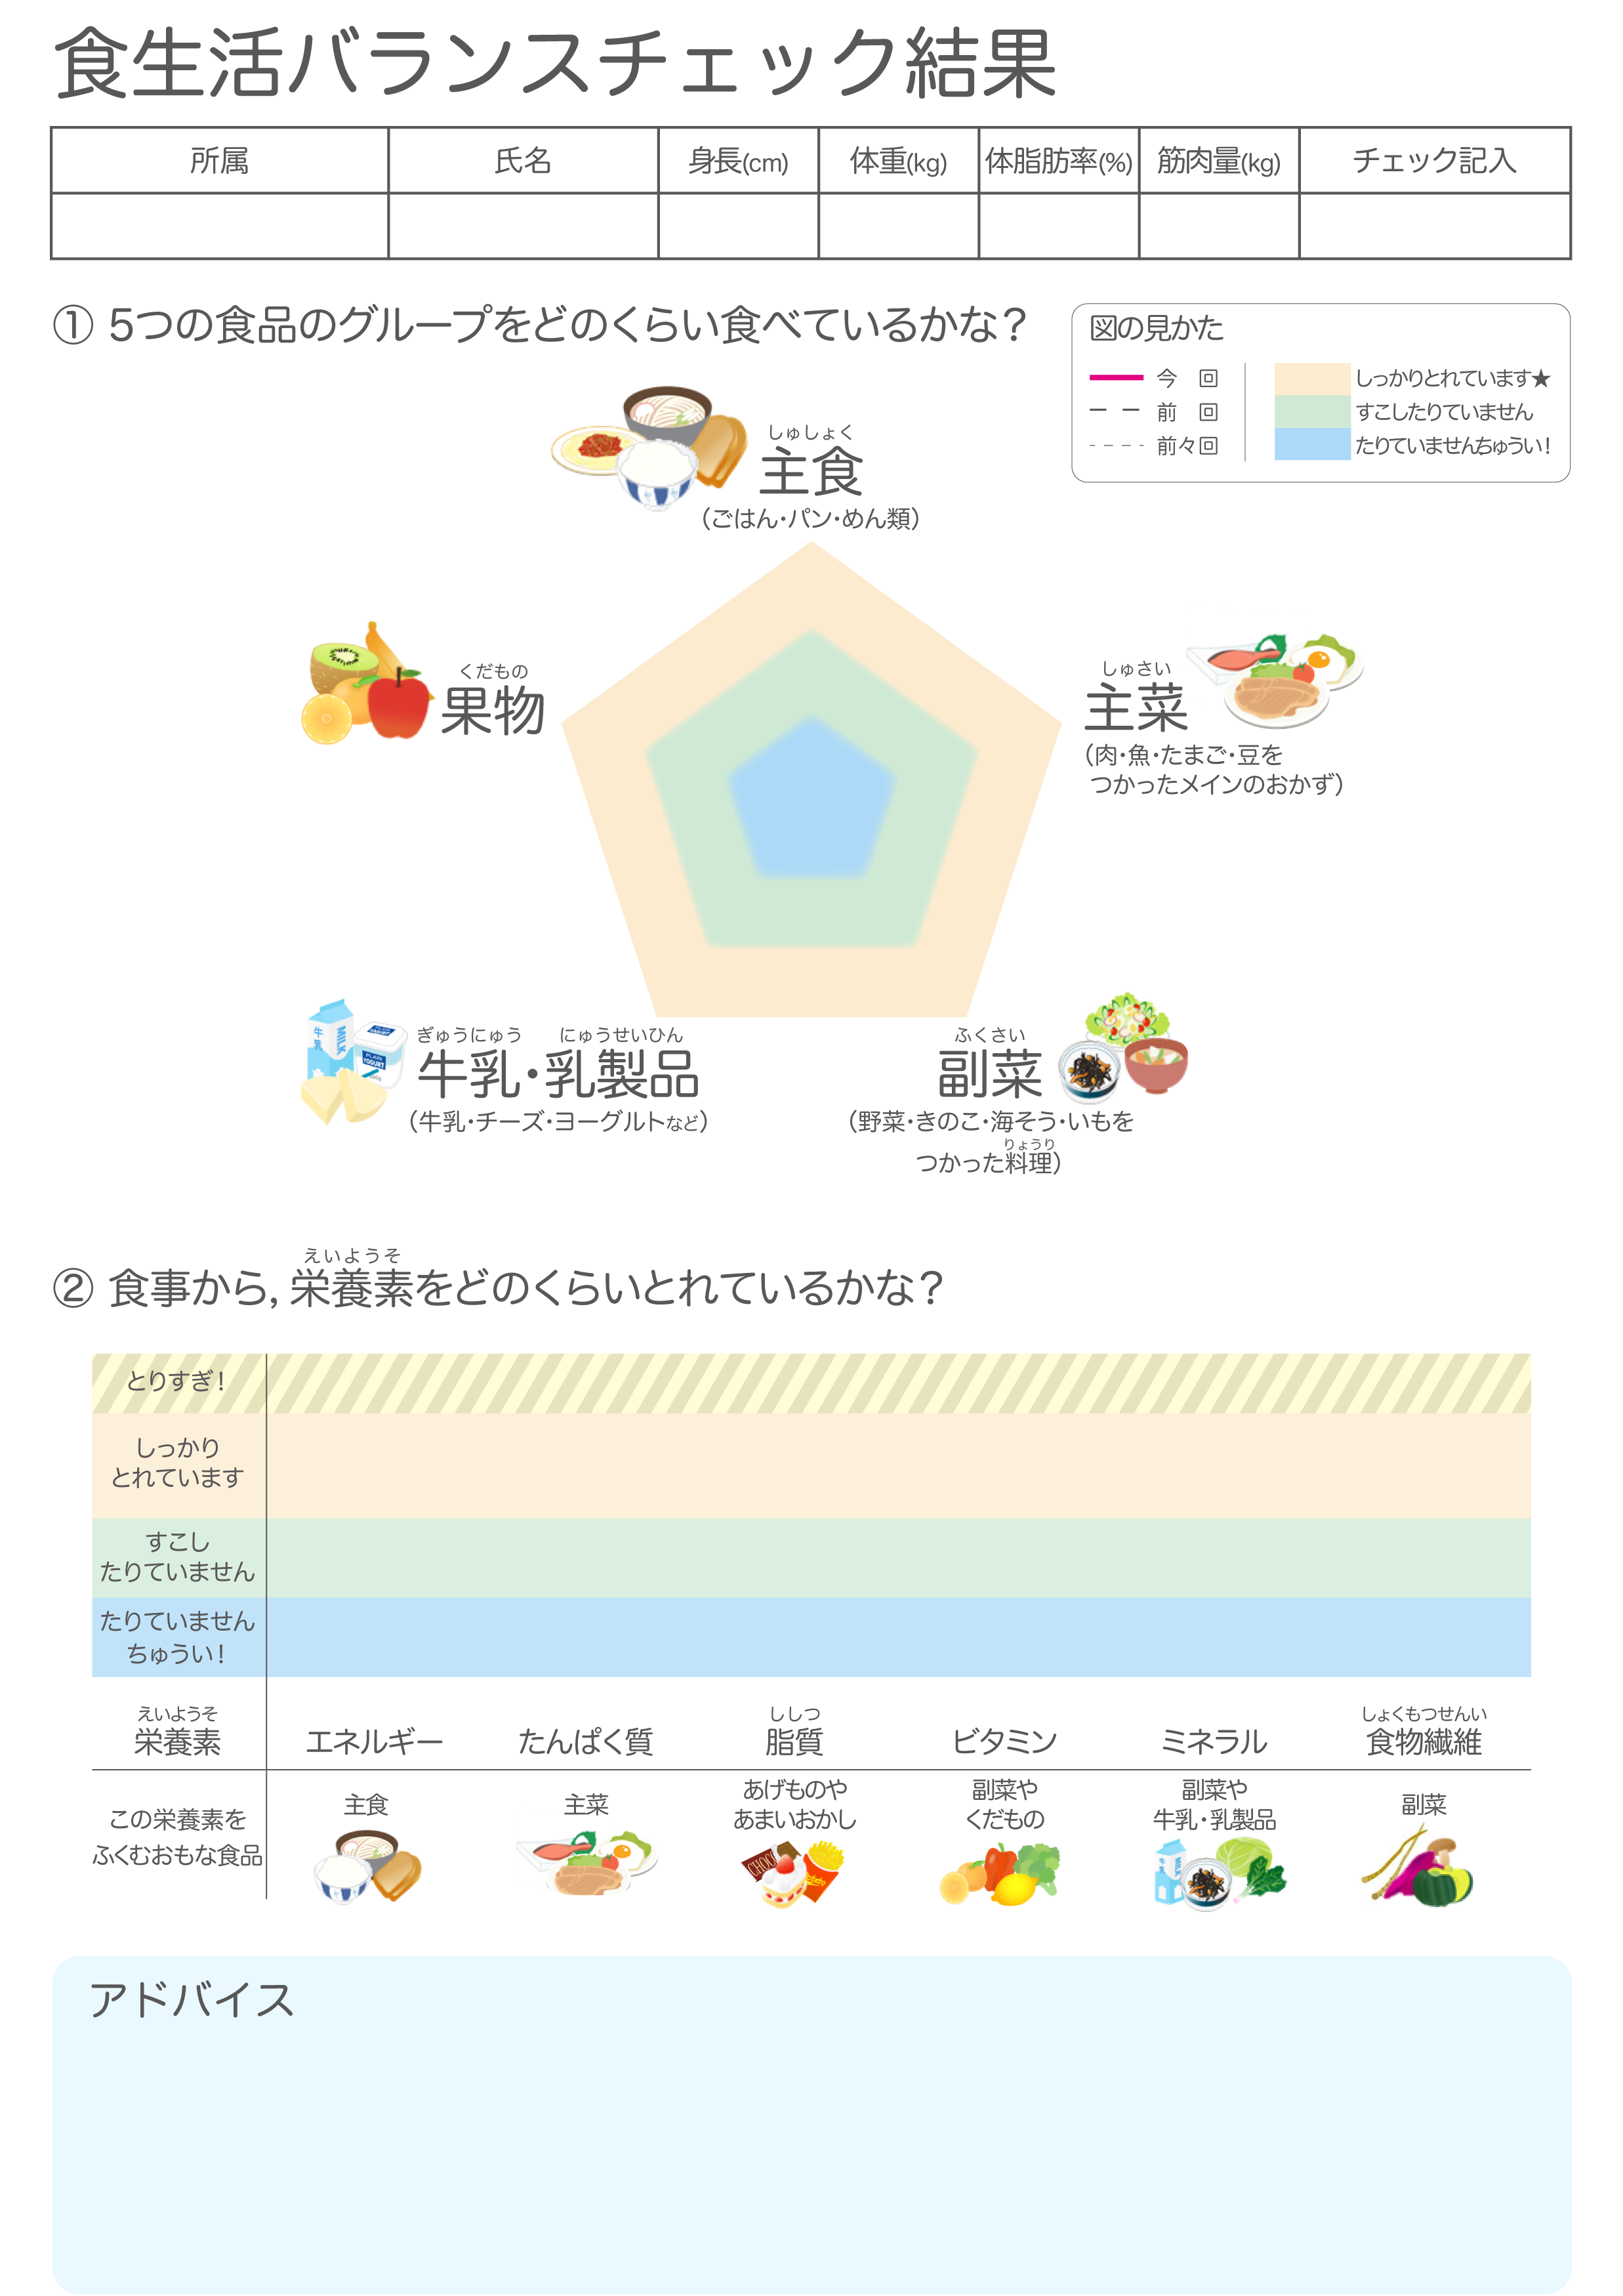 食生活バランスチェック結果
所属 氏名 身長(cm) 体重(kg) 体脂肪率(%) 筋肉量(kg) チェック記入
① 5つの食品のグループをどのくらい食べているかな？
図の見かた
今 回
前 回
前々回
しっかりとれています★
すこしたりていません
たりていませんちゅうい！
しゅしょく
主食
（ごはん・パン・めん類）
くだもの
果物
しゅさい
主菜
（肉・魚・たまご・豆を
つかったメインのおかず）
牛乳
MILK
PLAIN
YOGURT
ぎゅうにゅう にゅうせいひん
牛乳・乳製品
（牛乳・チーズ・ヨーグルトなど）
ふくさい
副菜
（野菜・きのこ・海そう・いもを
りょうり
つかった料理）
えいようそ
② 食事から，栄養素をどのくらいとれているかな？
とりすぎ！
しっかり
とれています
すこし
たりていません
たりていません
ちゅうい！
えいようそ ししつ しょくもつせんい
栄養素 エネルギー たんぱく質 脂質 ビタミン ミネラル 食物繊維
この栄養素を
ふくむおもな食品
主食
主菜
あげものや
あまいおかし
CHOCO
副菜や
くだもの
副菜や
牛乳・乳製品
牛乳
MILK
副菜
アドバイス